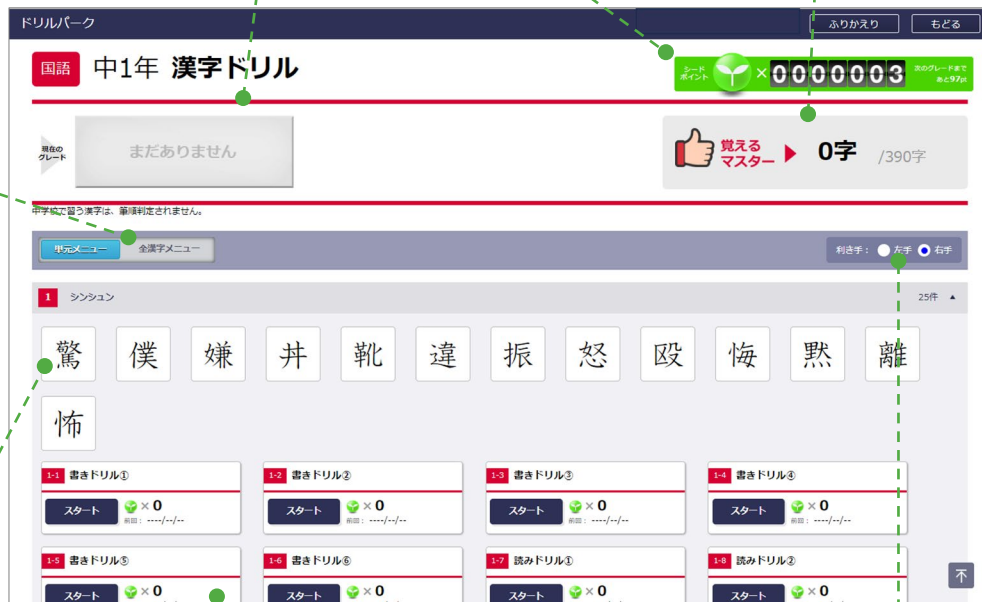 ドリルパーク ふりかえり もどる
国語 中1年 漢字ドリル
シードポイント × 0000003 次のグレードまであと97pt
現在のグレード まだありません 覚えるマスター 0字 /390字
中学校で習う漢字は、筆順判定されません。
単元メニュー 全漢字メニュー 利き手： 左手 右手
1 シンシュン 25件 ▲
驚 僕 嫌 丼 靴 違 振 怒 殴 悔 黙 離
怖
1-1 書きドリル① 1-2 書きドリル② 1-3 書きドリル③ 1-4 書きドリル④
スタート × 0 スタート × 0 スタート × 0 スタート × 0
前回： ----/--/-- 前回： ----/--/-- 前回： ----/--/-- 前回： ----/--/--
1-5 書きドリル⑤ 1-6 書きドリル⑥ 1-7 読みドリル① 1-8 読みドリル②
スタート × 0 スタート × 0 スタート × 0 スタート × 0